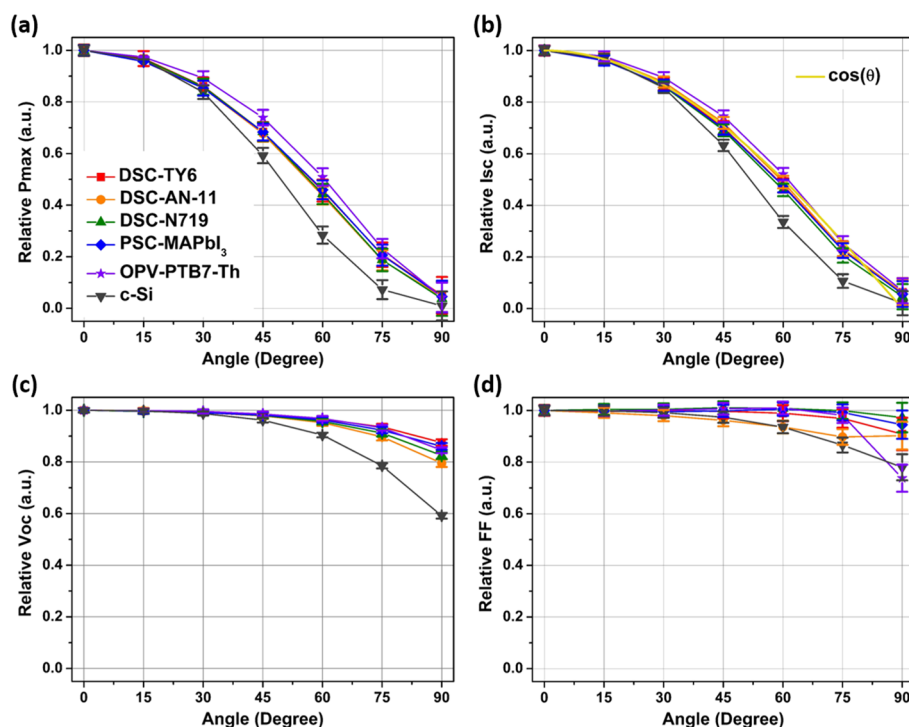 (a)
Relative Pmax (a.u.)
1.0
0.8
0.6
0.4
0.2
0.0
DSC-TY6
DSC-AN-11
DSC-N719
PSC-MAPbI₃
OPV-PTB7-Th
c-Si
0 15 30 45 60 75 90
Angle (Degree)
(b)
Relative Isc (a.u.)
1.0
0.8
0.6
0.4
0.2
0.0
cos(θ)
0 15 30 45 60 75 90
Angle (Degree)
(c)
Relative Voc (a.u.)
1.0
0.8
0.6
0.4
0.2
0.0
0 15 30 45 60 75 90
Angle (Degree)
(d)
Relative FF (a.u.)
1.0
0.8
0.6
0.4
0.2
0.0
0 15 30 45 60 75 90
Angle (Degree)